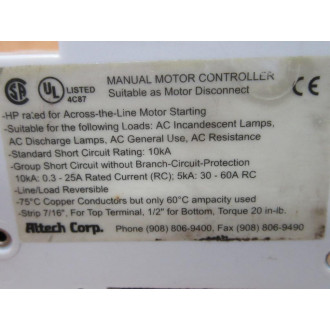 SA UL LISTED
4C87
MANUAL MOTOR CONTROLLER
Suitable as Motor Disconnect
CE
-HP rated for Across-the-Line Motor Starting
-Suitable for the following Loads: AC Incandescent Lamps,
AC Discharge Lamps, AC General Use, AC Resistance
-Standard Short Circuit Rating: 10kA
-Group Short Circuit without Branch-Circuit-Protection
10kA: 0.3 - 25A Rated Current (RC); 5kA: 30 - 60A RC
-Line/Load Reversible
-75°C Copper Conductors but only 60°C ampacity used
-Strip 7/16", For Top Terminal, 1/2" for Bottom, Torque 20 in-lb.
Altech Corp. Phone (908) 806-9400, Fax (908) 806-9490